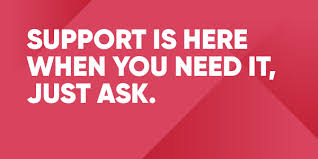 SUPPORT IS HERE
WHEN YOU NEED IT,
JUST ASK.